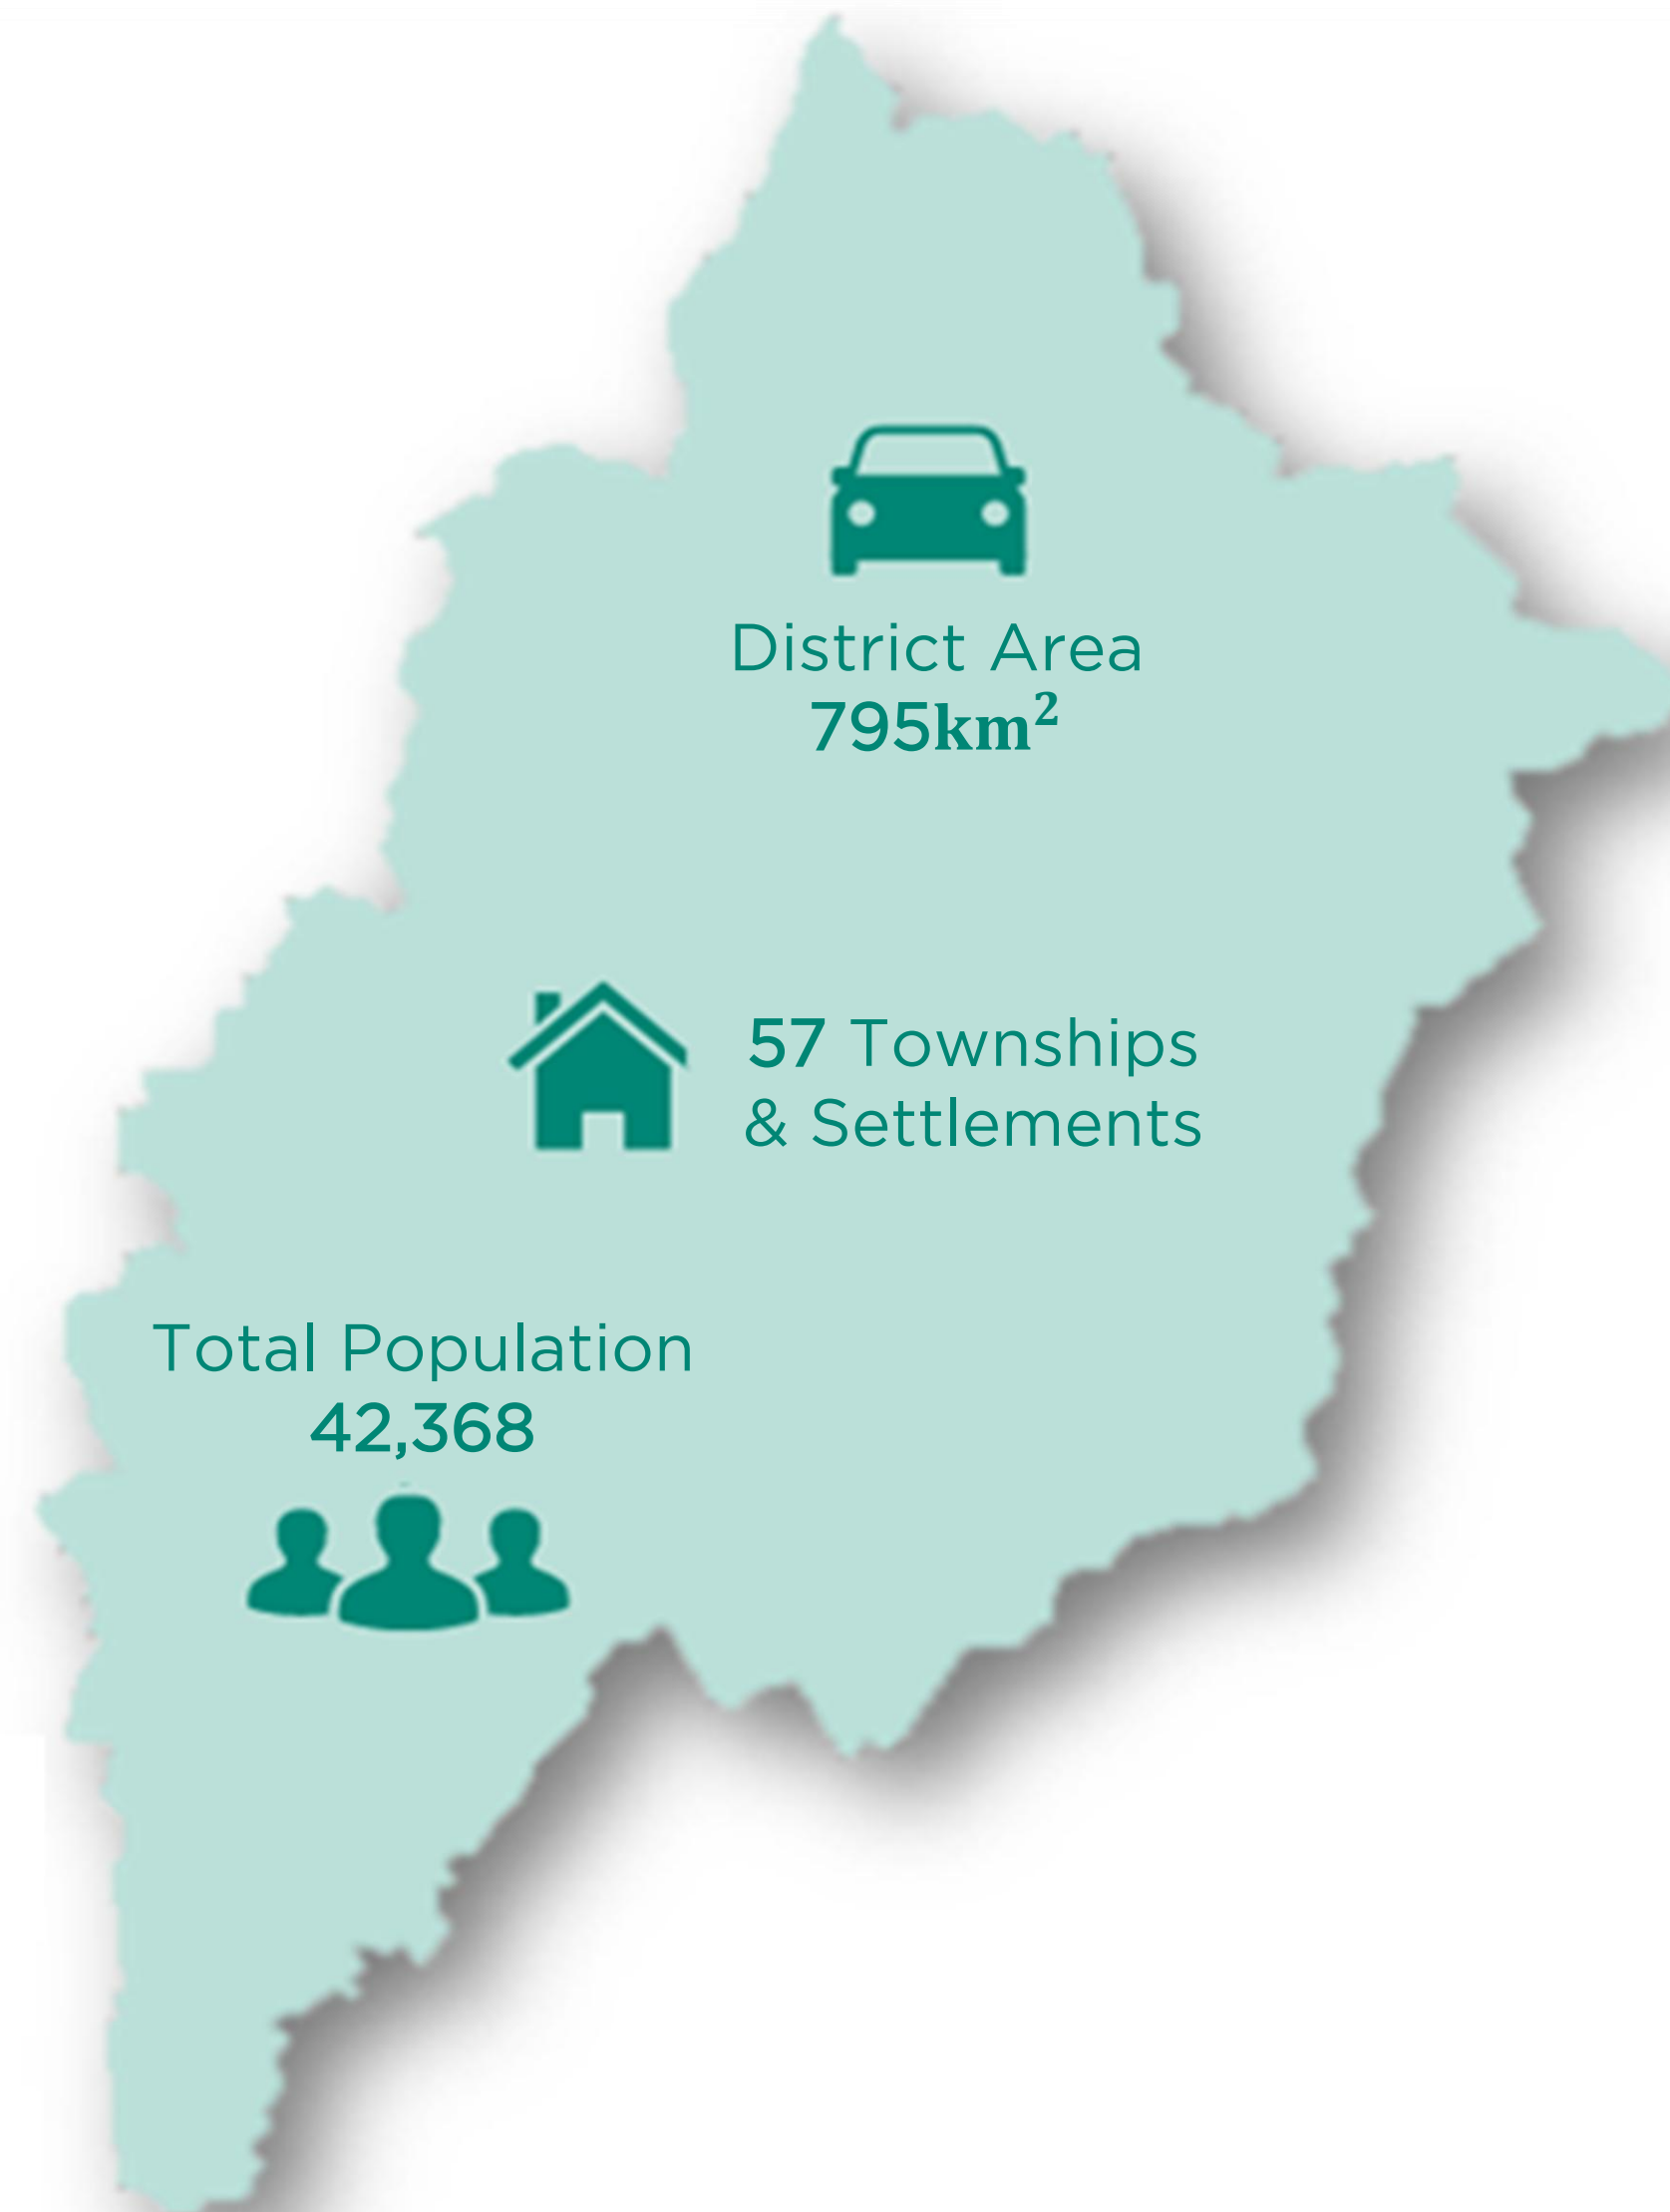 District Area
795km²
57 Townships
& Settlements
Total Population
42,368